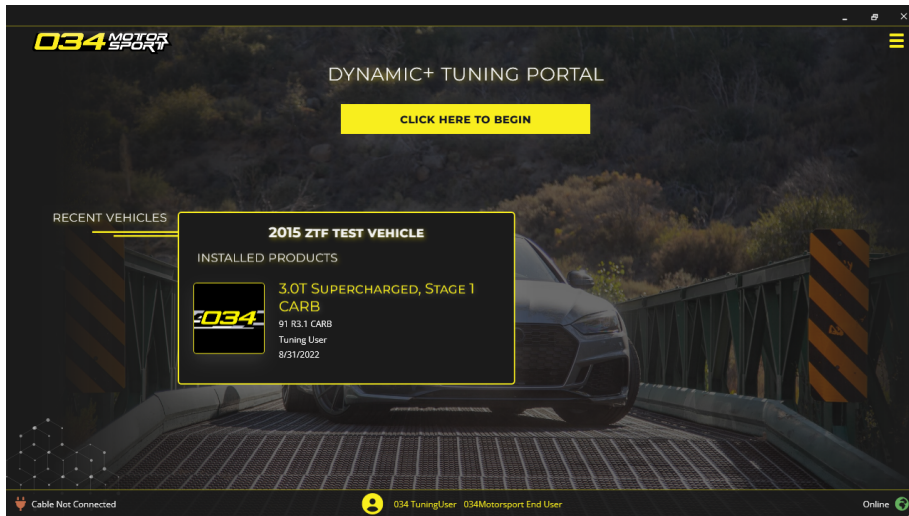 034 MOTOR SPORT
DYNAMIC+ TUNING PORTAL
CLICK HERE TO BEGIN
RECENT VEHICLES
2015 ZTF TEST VEHICLE
INSTALLED PRODUCTS
034
3.0T SUPERCHARGED, STAGE 1
CARB
91 R3.1 CARB
Tuning User
8/31/2022
Cable Not Connected
034 TuningUser 034Motorsport End User
Online